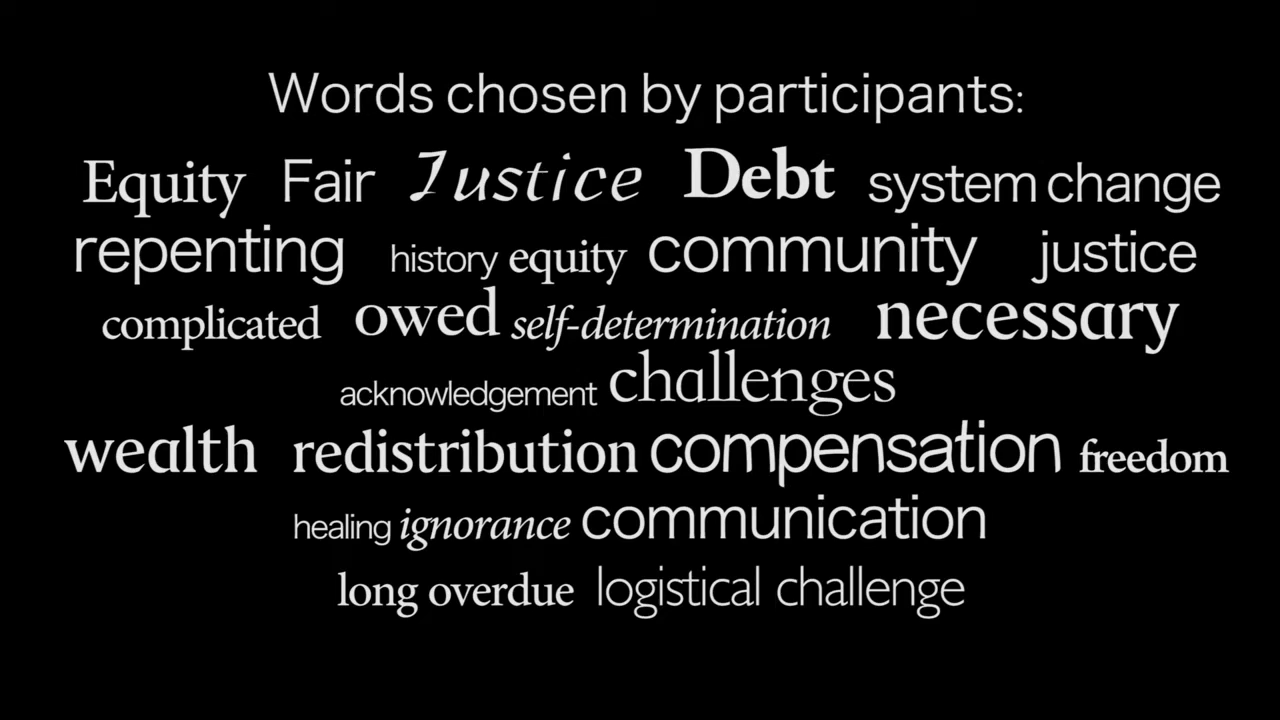 Words chosen by participants:
Equity Fair Justice Debt system change
repenting history equity community justice
complicated owed self-determination necessary
acknowledgement challenges
wealth redistribution compensation freedom
healing ignorance communication
long overdue logistical challenge